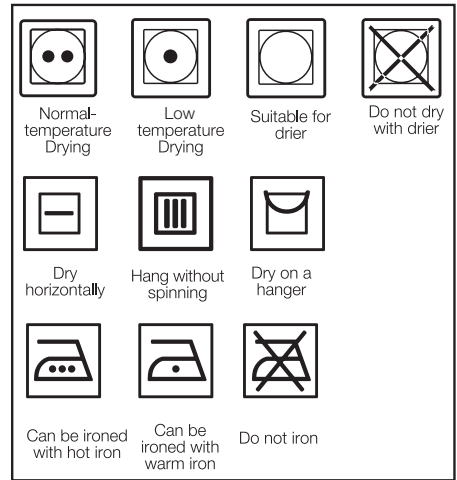 Normal-
temperature
Drying
Low
temperature
Drying
Suitable for
drier
Do not dry
with drier
Dry
horizontally
Hang without
spinning
Dry on a
hanger
Can be ironed
with hot iron
Can be
ironed with
warm iron
Do not iron